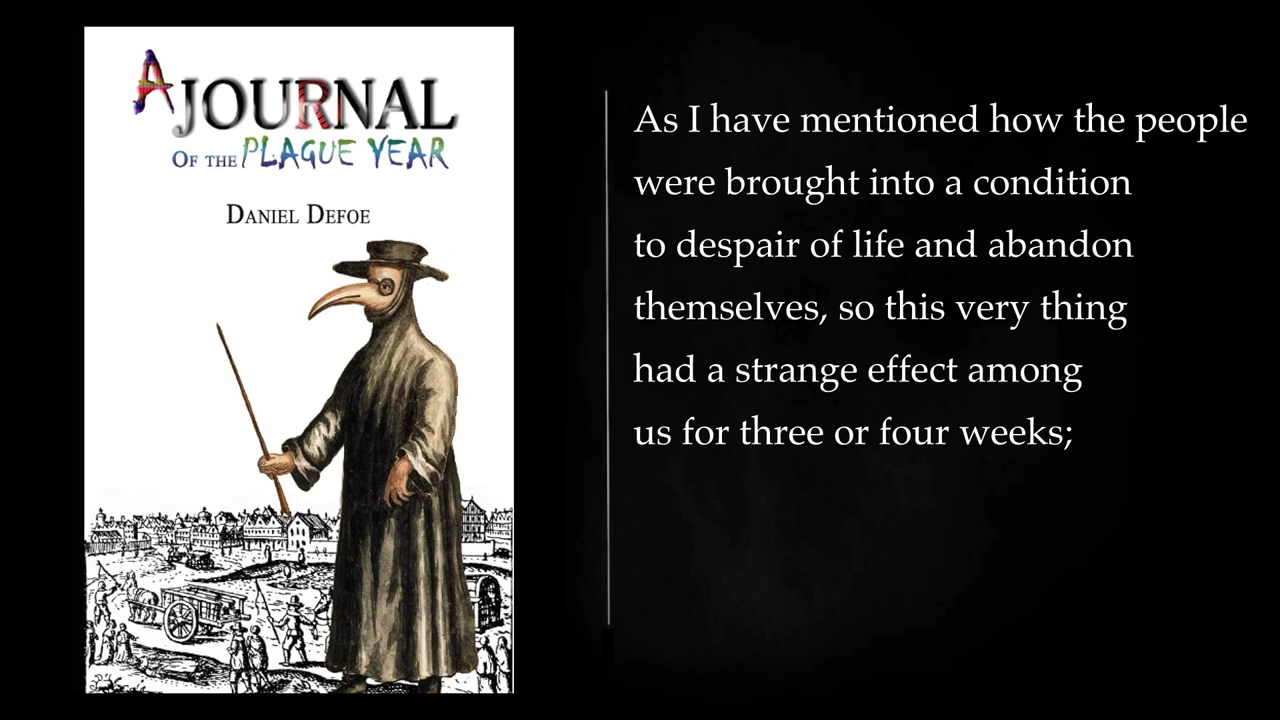 A JOURNAL
OF THE PLAGUE YEAR
DANIEL DEFOE
As I have mentioned how the people
were brought into a condition
to despair of life and abandon
themselves, so this very thing
had a strange effect among
us for three or four weeks;